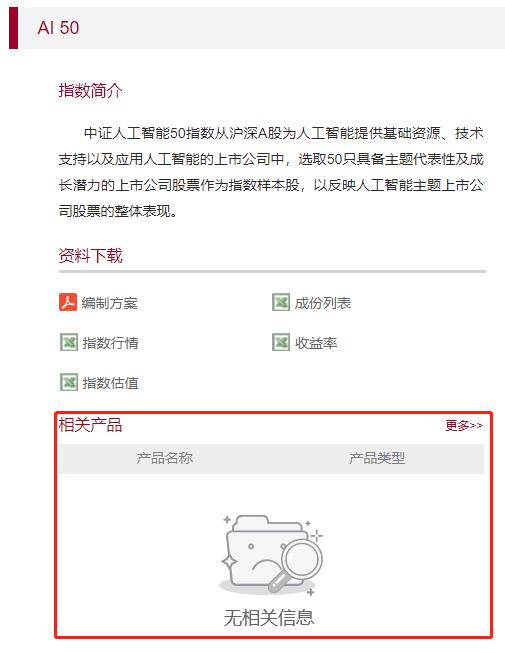 AI 50
指数简介
中证人工智能50指数从沪深A股为人工智能提供基础资源、技术
支持以及应用人工智能的上市公司中，选取50只具备主题代表性及成
长潜力的上市公司股票作为指数样本股，以反映人工智能主题上市公
司股票的整体表现。
资料下载
编制方案 成份列表
指数行情 收益率
指数估值
相关产品 更多>>
产品名称 产品类型
无相关信息